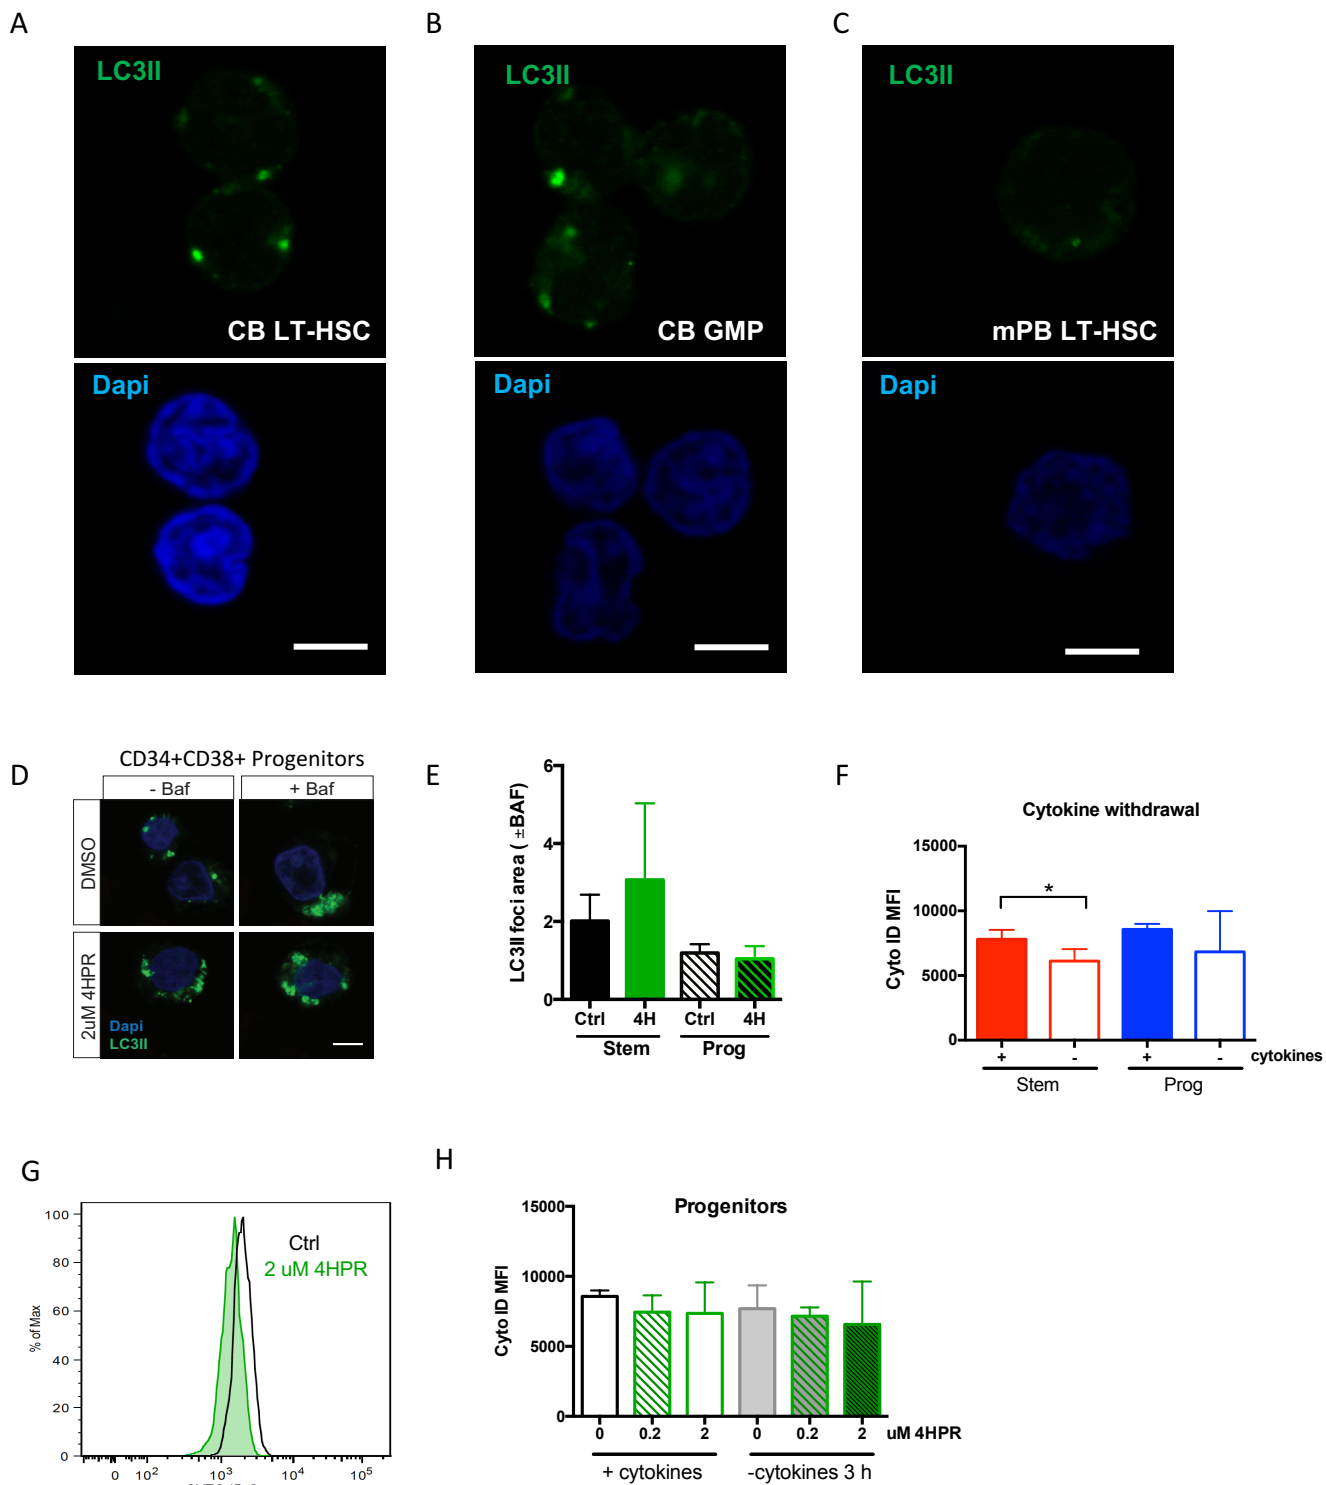 A
B
C
LC3II
LC3II
LC3II
CB LT-HSC
CB GMP
mPB LT-HSC
Dapi
Dapi
Dapi
D
E
F
CD34+CD38+ Progenitors
- Baf
+ Baf
DMSO
2uM 4HPR
Dapi
LC3II
LC3II foci area ( ±BAF)
6
4
2
0
Ctrl
4H
Ctrl
4H
Stem
Prog
Cytokine withdrawal
Cyto ID MFI
15000
10000
5000
0
*
+
-
+
-
cytokines
Stem
Prog
G
H
% of Max
100
80
60
40
20
0
Ctrl
2 uM 4HPR
0
10²
10³
10⁴
10⁵
Progenitors
Cyto ID MFI
15000
10000
5000
0
0
0.2
2
0
0.2
2
uM 4HPR
+ cytokines
-cytokines 3 h